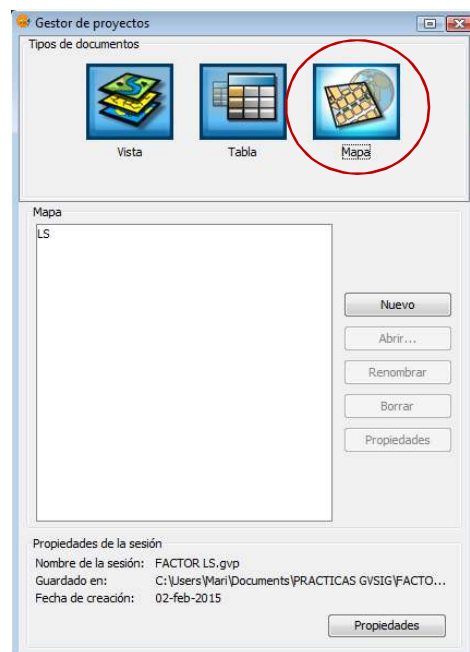 Gestor de proyectos
Tipos de documentos
Vista Tabla Mapa
Mapa
LS
Nuevo
Abrir...
Renombrar
Borrar
Propiedades
Propiedades de la sesión
Nombre de la sesión: FACTOR LS.gvp
Guardado en: C:\Users\Mari\Documents\PRACTICAS GVSIG\FACTO...
Fecha de creación: 02-feb-2015
Propiedades